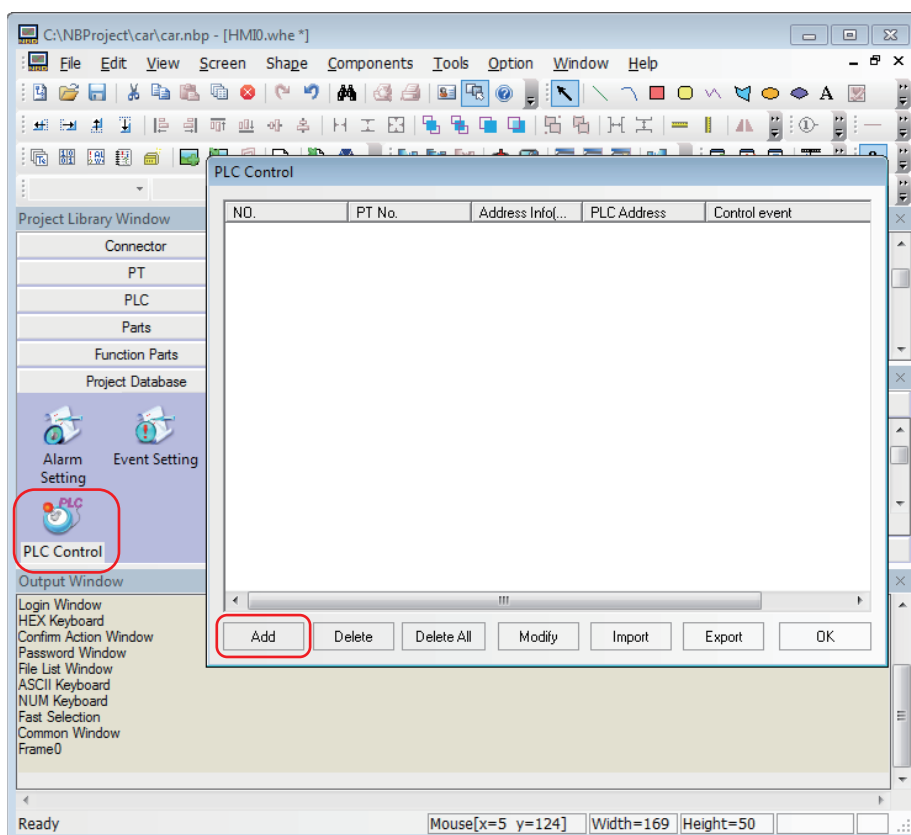 C:\NBProject\car\car.nbp - [HMI0.whe *]
File Edit View Screen Shape Components Tools Option Window Help
A
PLC Control
NO. PT No. Address Info(... PLC Address Control event
Project Library Window
Connector
PT
PLC
Parts
Function Parts
Project Database
Alarm Setting
Event Setting
PLC
PLC Control
Add Delete Delete All Modify Import Export OK
Output Window
Login Window
HEX Keyboard
Confirm Action Window
Password Window
File List Window
ASCII Keyboard
NUM Keyboard
Fast Selection
Common Window
Frame0
Ready Mouse[x=5 y=124] Width=169 Height=50